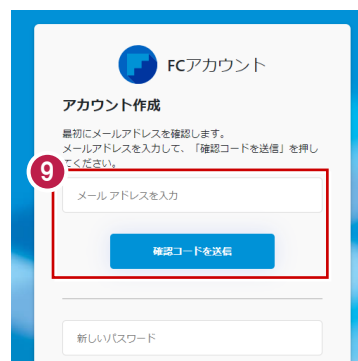 FCアカウント
アカウント作成
最初にメールアドレスを確認します。
メールアドレスを入力して、「確認コードを送信」を押し
てください。
9
メール アドレスを入力
確認コードを送信
新しいパスワード